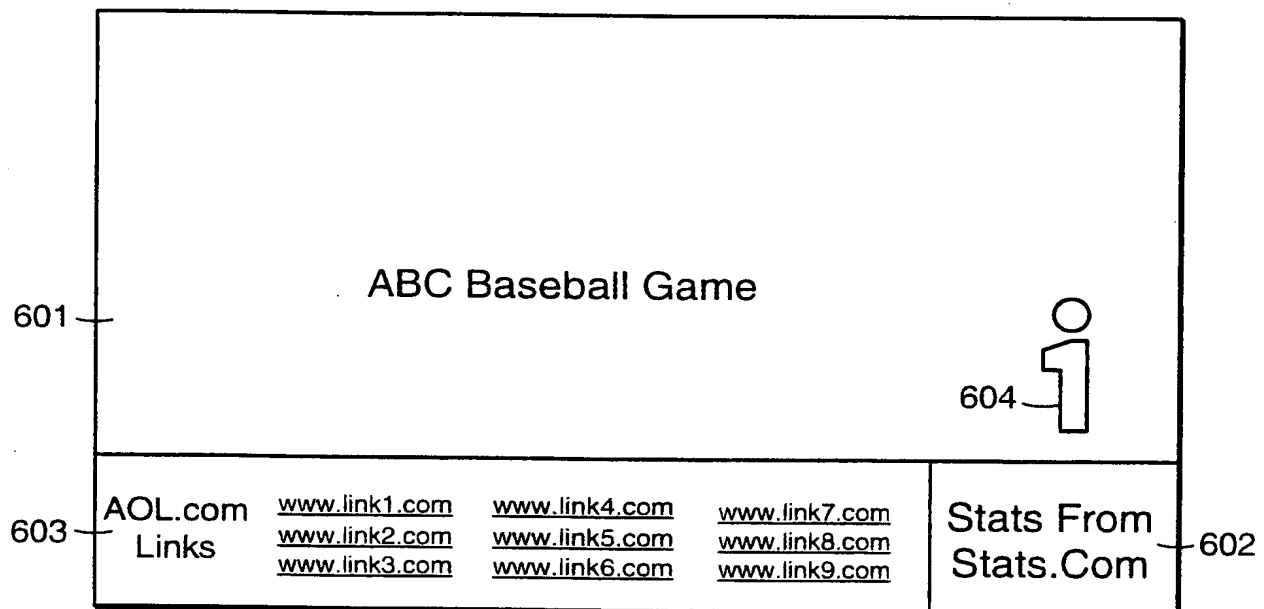 ABC Baseball Game
601
604
603
AOL.com
Links
www.link1.com
www.link2.com
www.link3.com
www.link4.com
www.link5.com
www.link6.com
www.link7.com
www.link8.com
www.link9.com
Stats From
Stats.Com
602